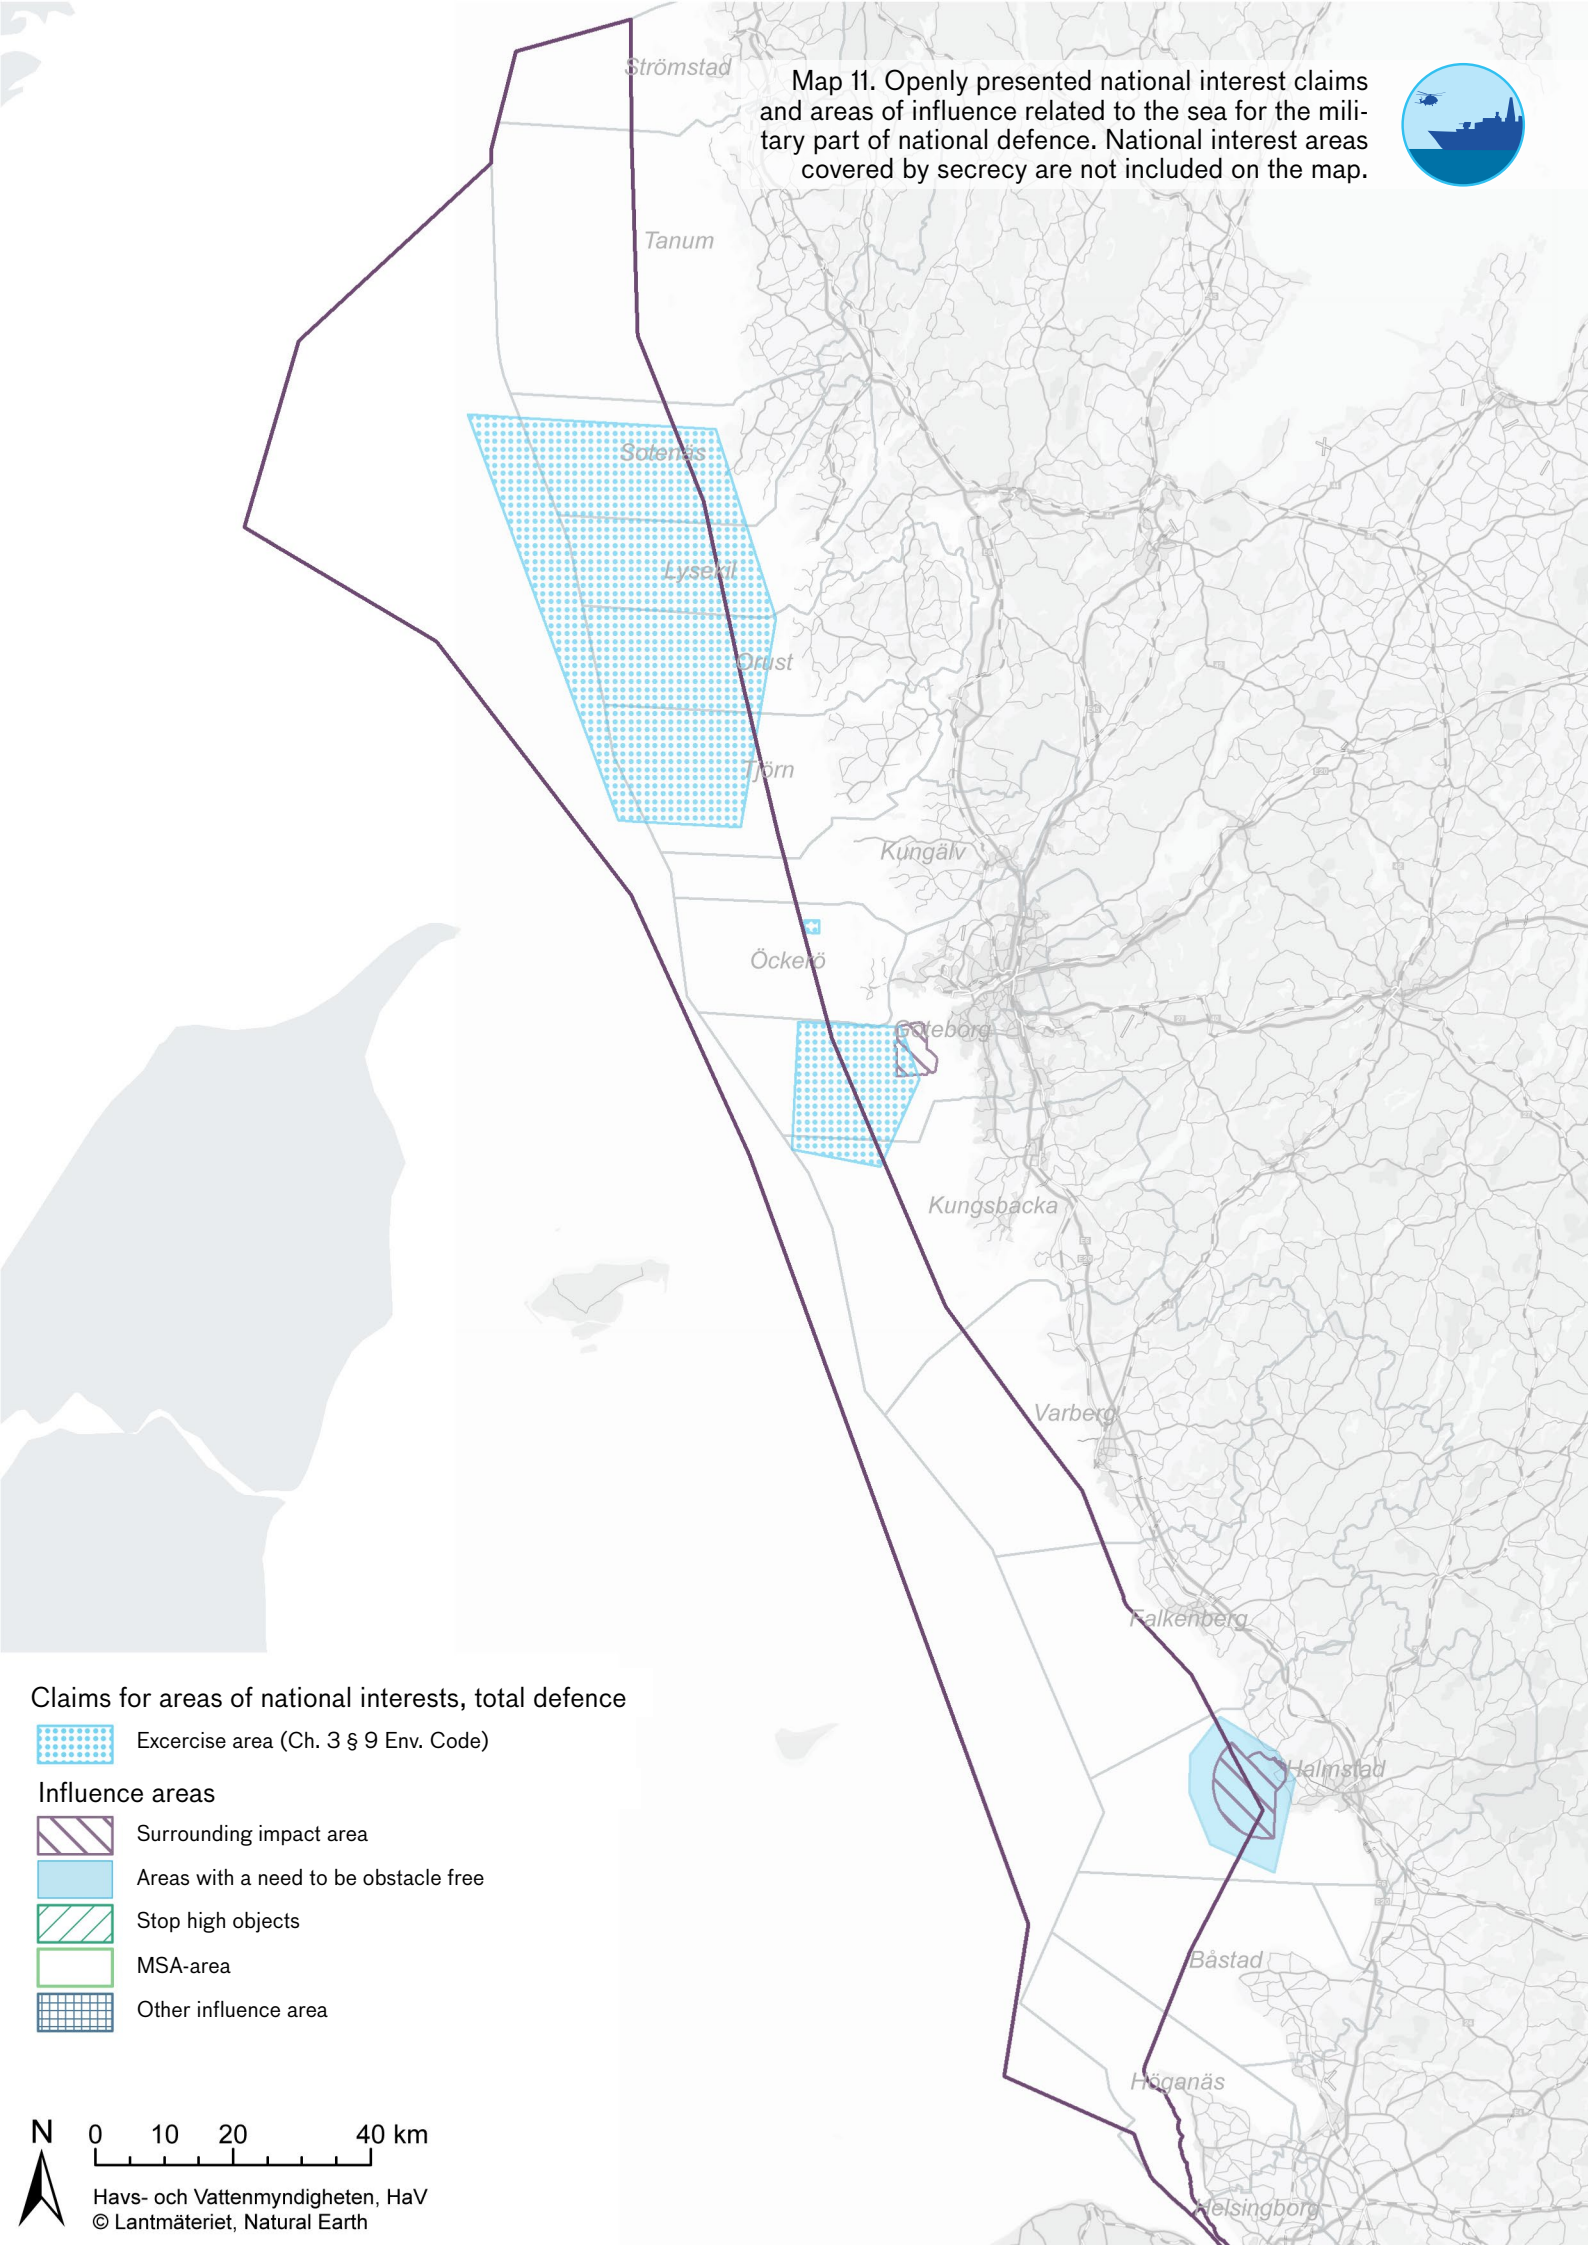 Strömstad
Map 11. Openly presented national interest claims
and areas of influence related to the sea for the mili-
tary part of national defence. National interest areas
covered by secrecy are not included on the map.
Tanum
Sotenäs
Lysekil
Orust
Tjörn
Kungälv
Öckerö
Göteborg
Kungsbacka
Varberg
Falkenberg
Halmstad
Båstad
Höganäs
Helsingborg
Claims for areas of national interests, total defence
Excercise area (Ch. 3 § 9 Env. Code)
Influence areas
Surrounding impact area
Areas with a need to be obstacle free
Stop high objects
MSA-area
Other influence area
N 0 10 20 40 km
Havs- och Vattenmyndigheten, HaV
© Lantmäteriet, Natural Earth